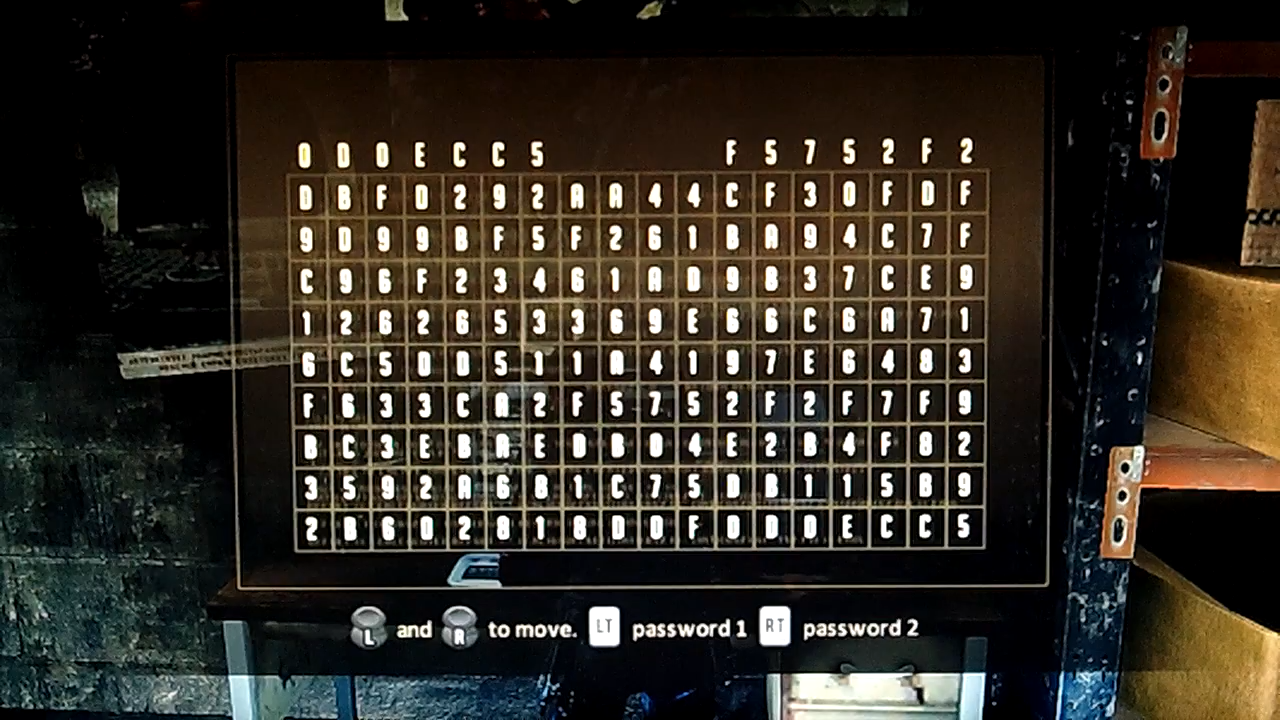 0 D 0 E C C 5 F 5 7 5 2 F 2
D B F D 2 9 2 A A 4 4 C F 3 0 F D F
9 0 9 9 B F 5 F 2 6 1 B A 9 4 C 7 F
C 9 6 F 2 3 4 6 1 A D 9 B 3 7 C E 9
1 2 6 2 6 5 3 3 6 9 E 6 6 C 6 A 7 1
6 C 5 0 D 5 1 1 A 4 1 9 7 E 6 4 8 3
F 6 3 3 C A 2 F 5 7 5 2 F 2 F 7 F 9
B C 3 E B A E D B 0 4 E 2 B 4 F 8 2
3 5 9 2 A 6 8 1 C 7 5 D B 1 1 5 B 9
2 B 6 0 2 8 1 8 D D F 0 D 0 E C C 5
L and R to move. LT password 1 RT password 2